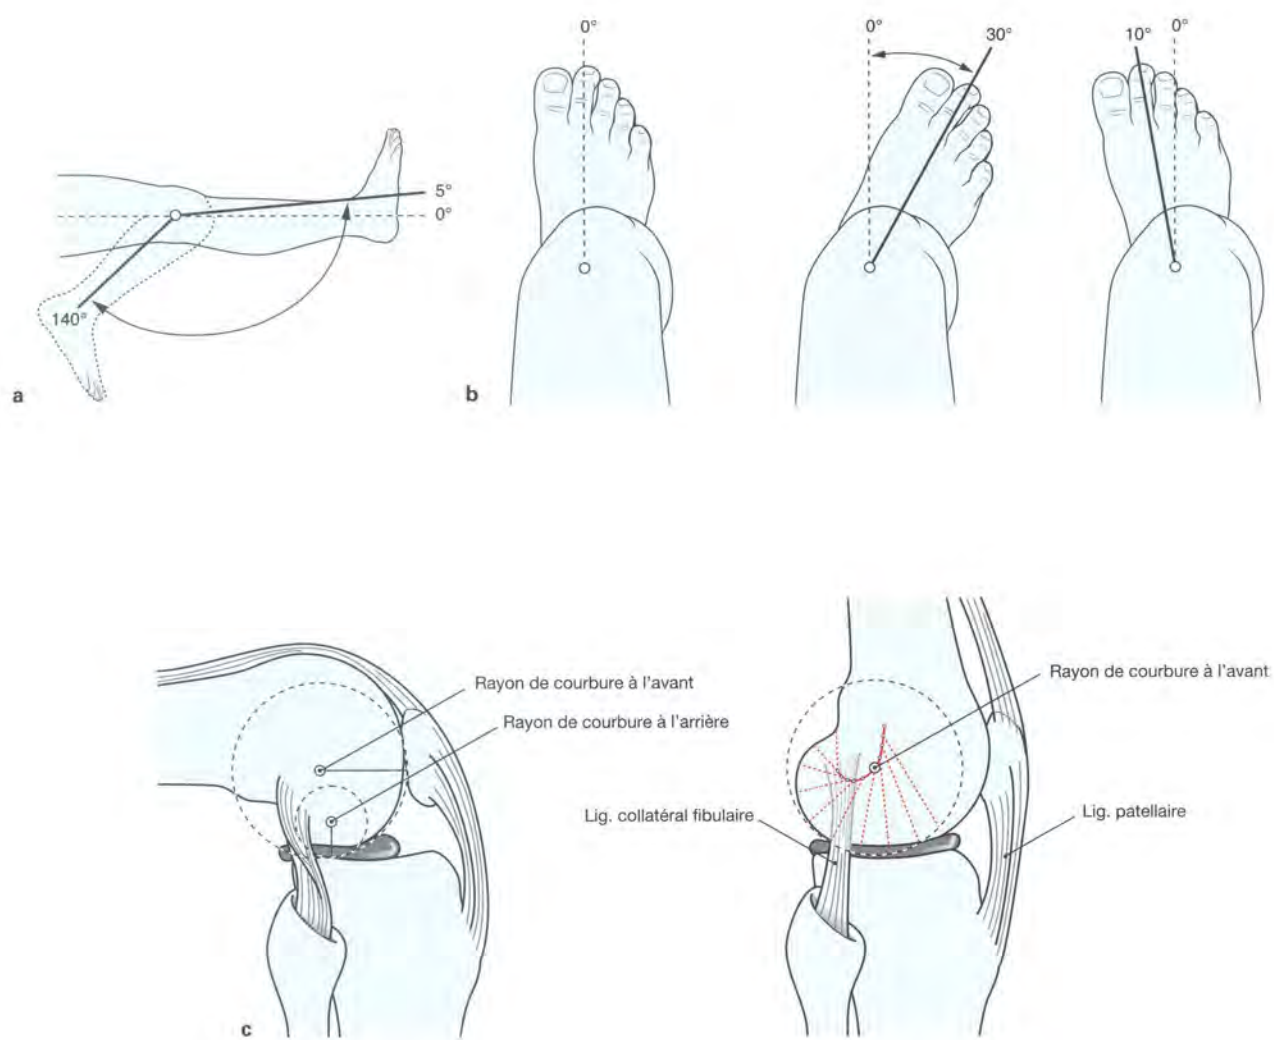 0°
0°
30°
10°
0°
5°
0°
140°
a
b
Rayon de courbure à l'avant
Rayon de courbure à l'arrière
Rayon de courbure à l'avant
Lig. collatéral fibulaire
Lig. patellaire
c